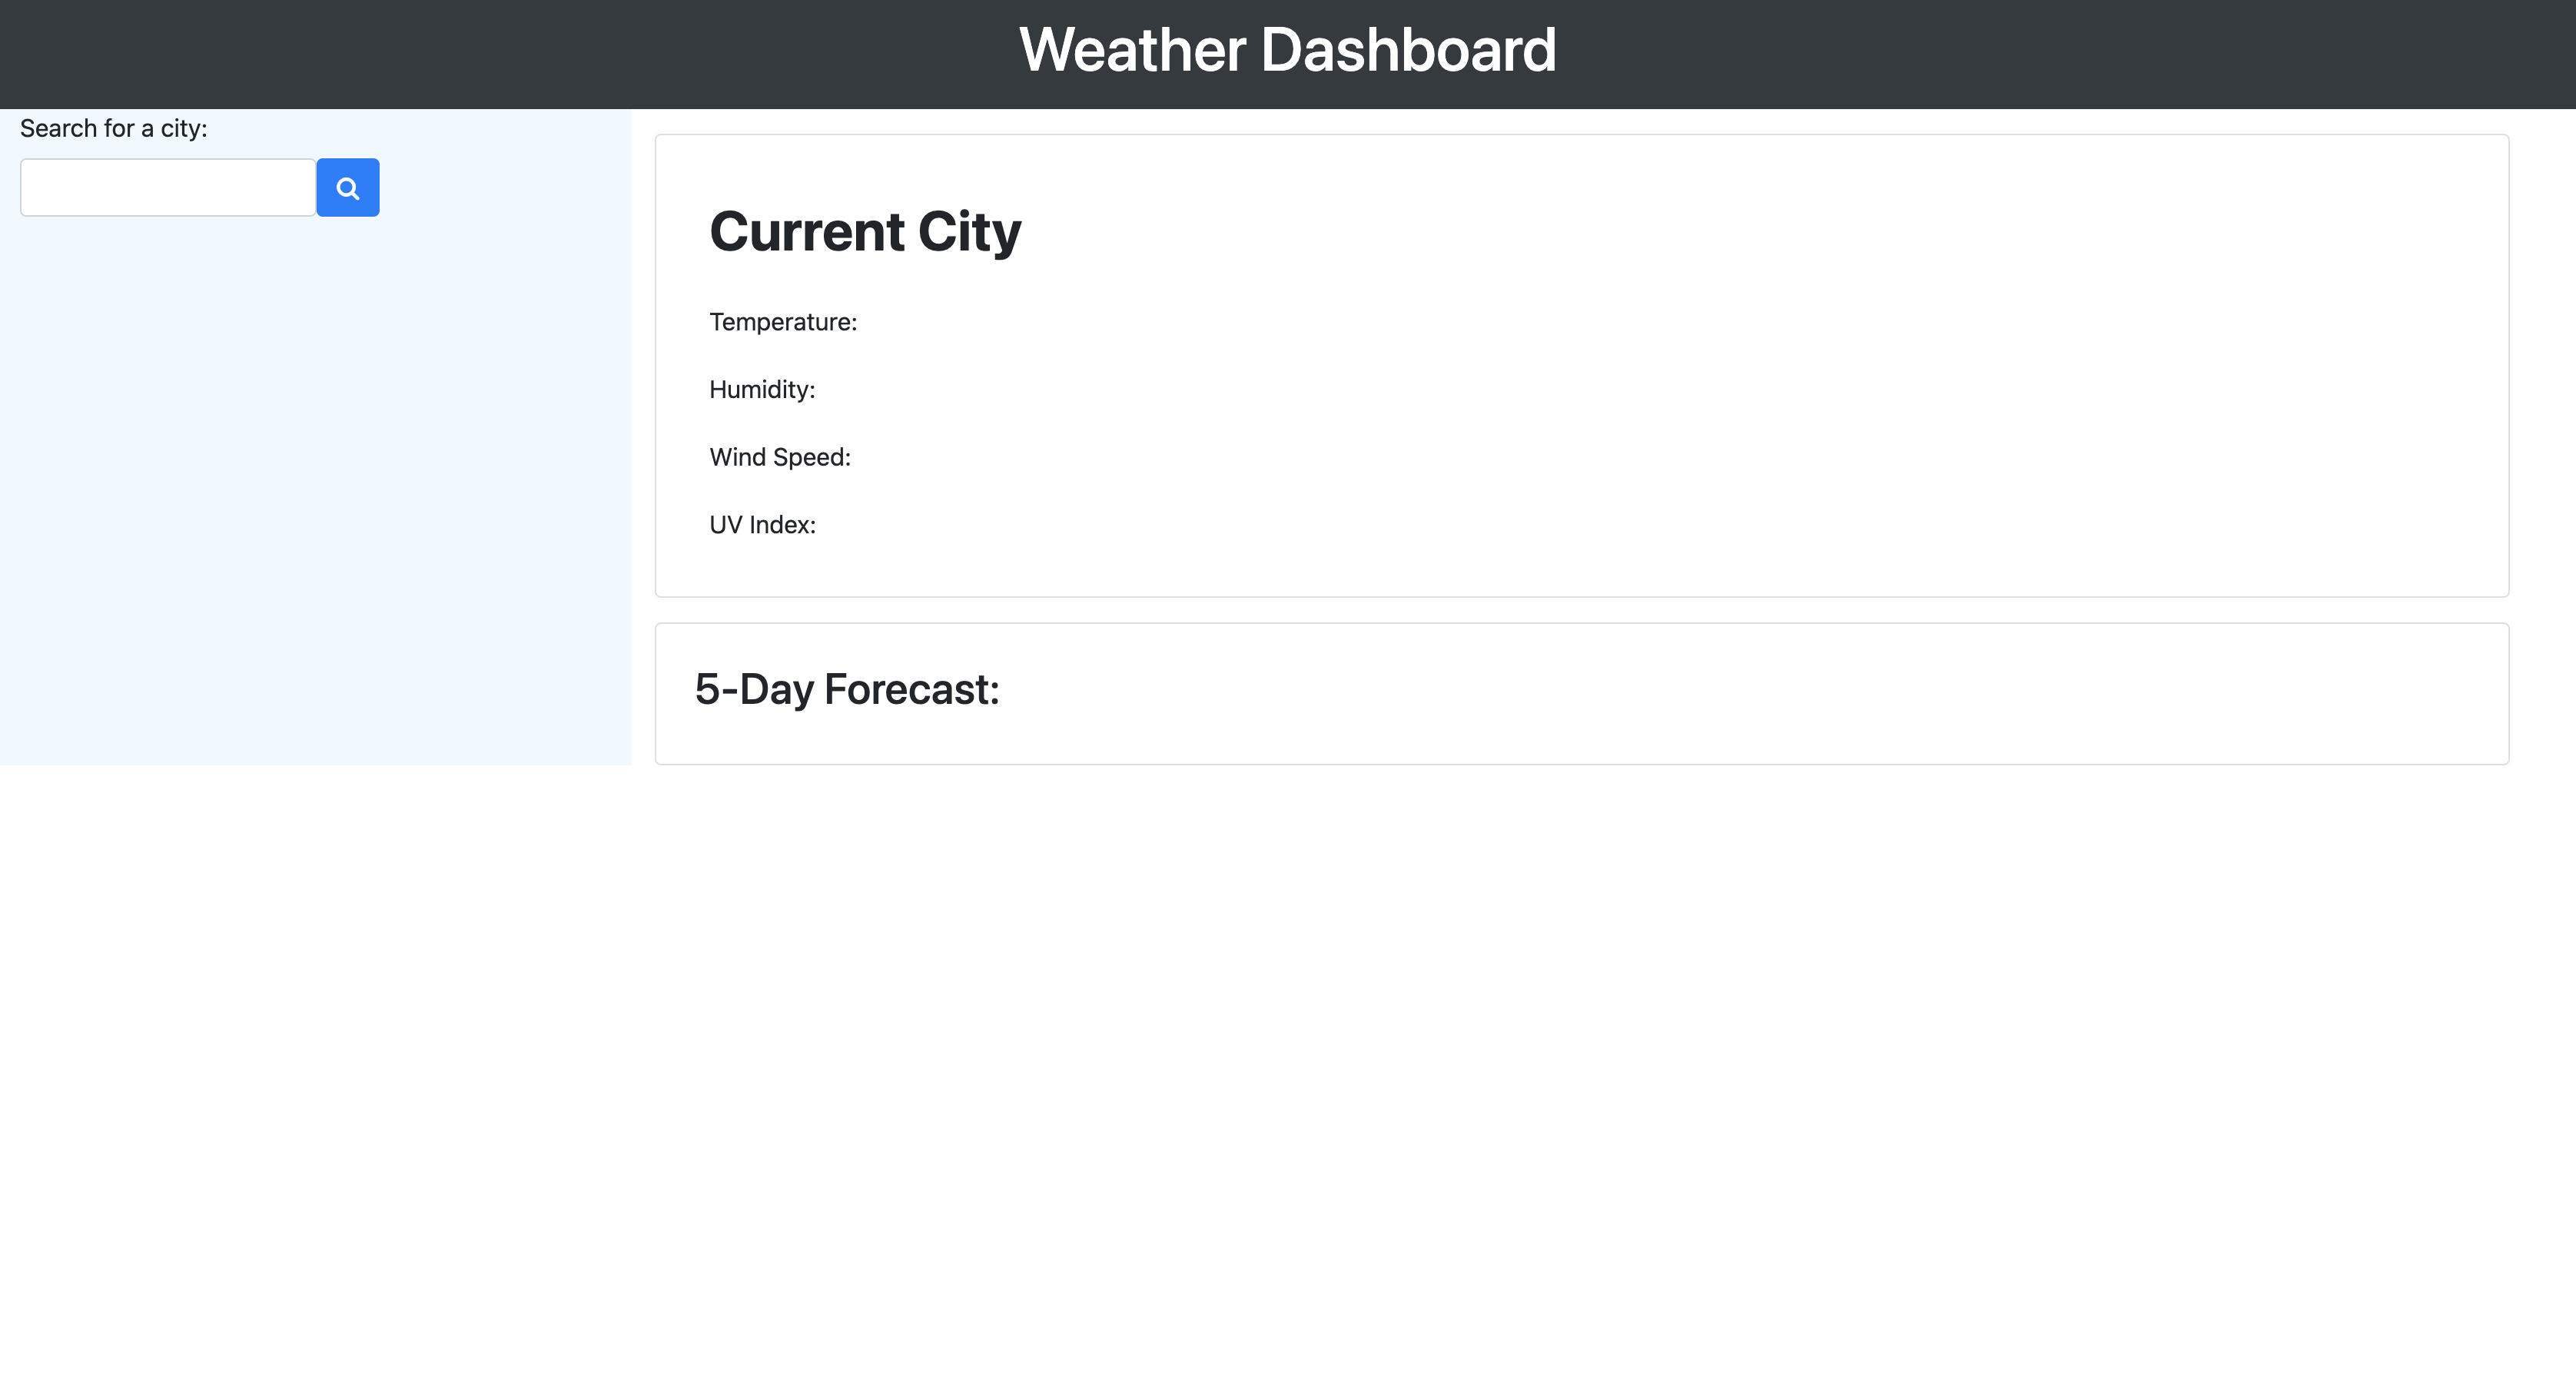 Weather Dashboard
Search for a city:
Current City
Temperature:
Humidity:
Wind Speed:
UV Index:
5-Day Forecast: